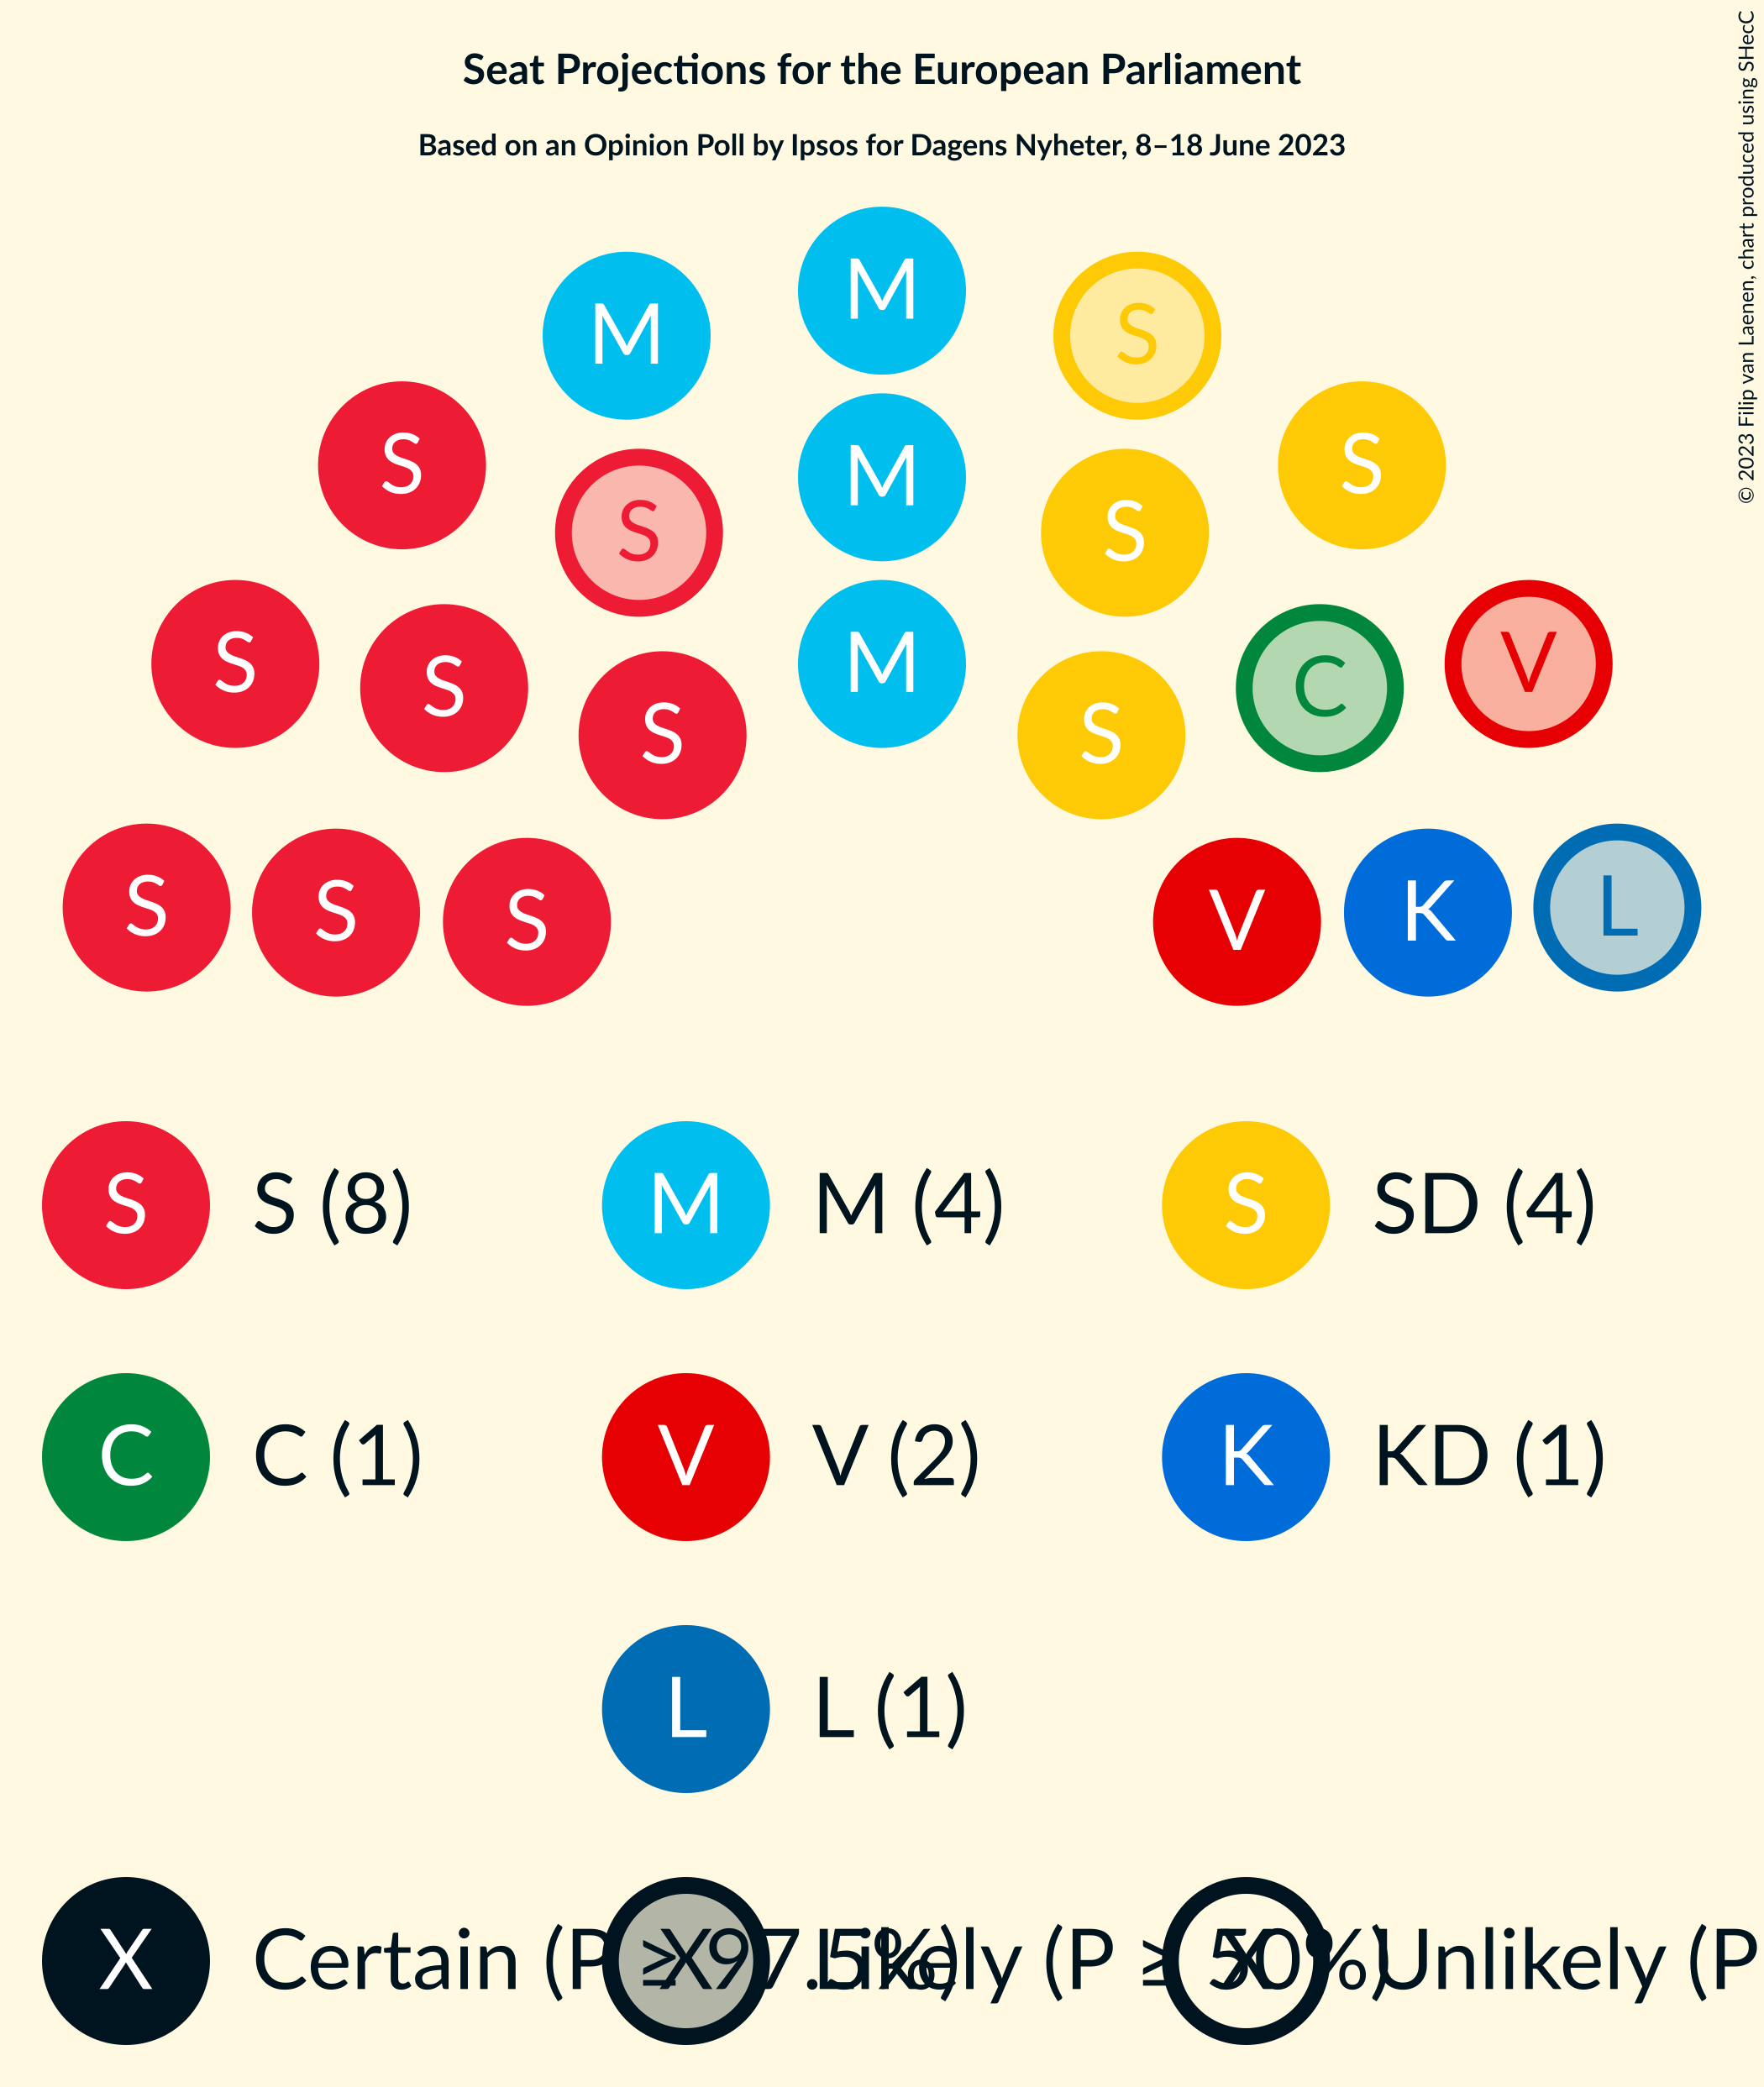 Seat Projections for the European Parliament
Based on an Opinion Poll by Ipsos for Dagens Nyheter, 8–18 June 2023
© 2023 Filip van Laenen, chart produced using SHecC
M
M S
S M S
S S
S V
S M C
S S
S S L
S V K
S S (8) M M (4) S SD (4)
C C (1) V V (2) K KD (1)
L L (1)
X Certain (P ≥ 97.5%) X Likely (P ≥ 50%) X Unlikely (P